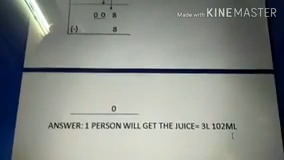 Made with KINEMASTER
0 0 8
(-) 8
0
ANSWER: 1 PERSON WILL GET THE JUICE= 3L 102ML